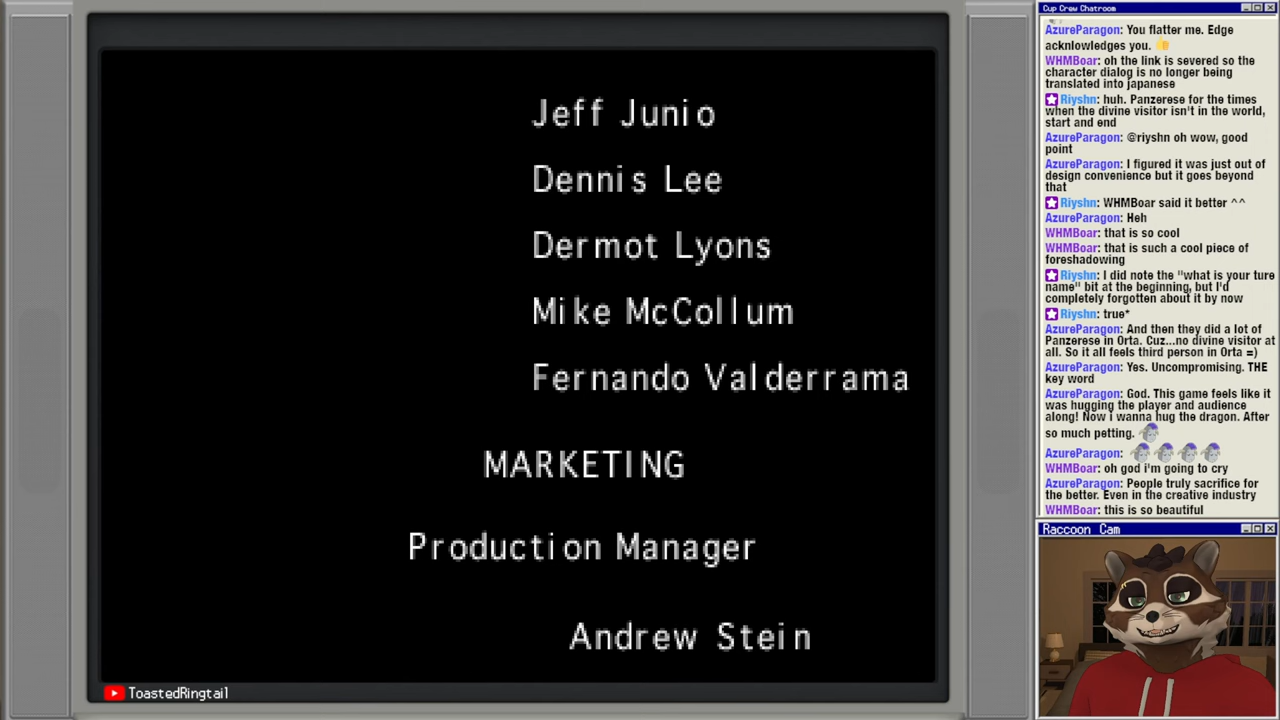 Jeff Junio
Dennis Lee
Dermot Lyons
Mike McCollum
Fernando Valderrama
MARKETING
Production Manager
Andrew Stein
ToastedRingtail
Cup Crew Chatroom
AzureParagon: You flatter me. Edge
acknlowledges you.
WHMBoar: oh the link is severed so the
character dialog is no longer being
translated into japanese
Riyshn: huh. Panzerese for the times
when the divine visitor isn't in the world,
start and end
AzureParagon: @riyshn oh wow, good
point
AzureParagon: I figured it was just out of
design convenience but it goes beyond
that
Riyshn: WHMBoar said it better ^^
AzureParagon: Heh
WHMBoar: that is so cool
WHMBoar: that is such a cool piece of
foreshadowing
Riyshn: I did note the "what is your ture
name" bit at the beginning, but I'd
completely forgotten about it by now
Riyshn: true*
AzureParagon: And then they did a lot of
Panzerese in Orta. Cuz...no divine visitor at
all. So it all feels third person in Orta =)
AzureParagon: Yes. Uncompromising. THE
key word
AzureParagon: God. This game feels like it
was hugging the player and audience
along! Now i wanna hug the dragon. After
so much petting.
AzureParagon:
WHMBoar: oh god i'm going to cry
AzureParagon: People truly sacrifice for
the better. Even in the creative industry
WHMBoar: this is so beautiful
Raccoon Cam